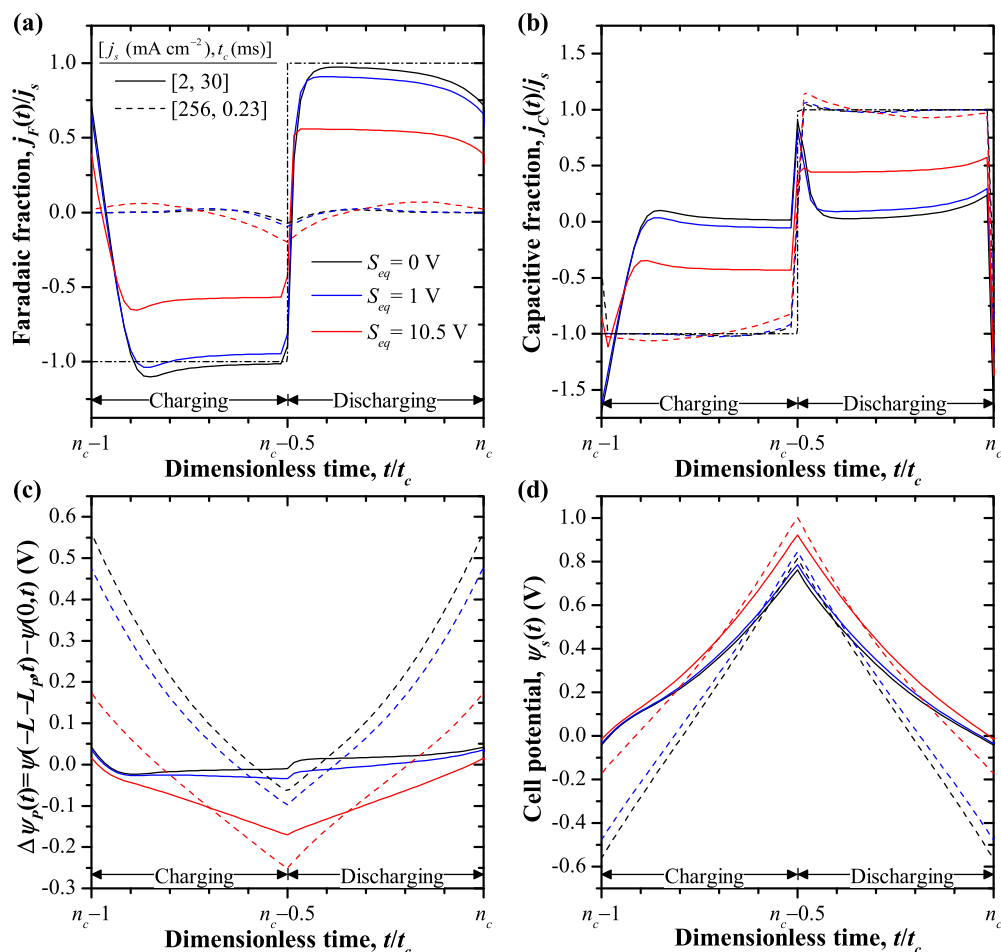 (a)
Faradaic fraction, j_F(t)/j_s
[j_s (mA cm⁻²), t_c (ms)]
[2, 30]
[256, 0.23]
S_eq = 0 V
S_eq = 1 V
S_eq = 10.5 V
1.0
0.5
0.0
-0.5
-1.0
Charging
Discharging
n_c−1
n_c−0.5
n_c
Dimensionless time, t/t_c
(b)
Capacitive fraction, j_C(t)/j_s
1.5
1.0
0.5
0.0
-0.5
-1.0
-1.5
Charging
Discharging
n_c−1
n_c−0.5
n_c
Dimensionless time, t/t_c
(c)
Δψ_P(t)=ψ(−L−L_P,t)−ψ(0,t) (V)
0.6
0.5
0.4
0.3
0.2
0.1
0.0
-0.1
-0.2
-0.3
Charging
Discharging
n_c−1
n_c−0.5
n_c
Dimensionless time, t/t_c
(d)
Cell potential, ψ_s(t) (V)
1.0
0.8
0.6
0.4
0.2
0.0
-0.2
-0.4
-0.6
Charging
Discharging
n_c−1
n_c−0.5
n_c
Dimensionless time, t/t_c